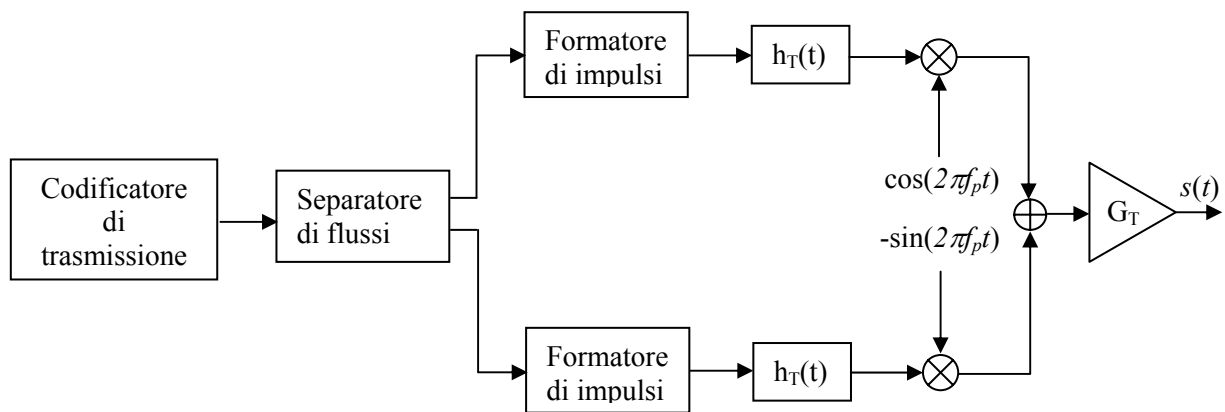 Formatore
di impulsi
h_T(t)
Codificatore
di
trasmissione
Separatore
di flussi
cos(2πf_pt)
-sin(2πf_pt)
G_T
s(t)
Formatore
di impulsi
h_T(t)